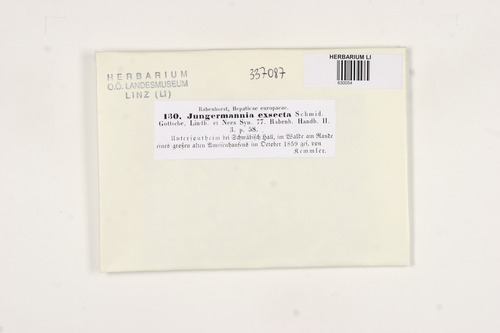 HERBARIUM
O.Ö. LANDESMUSEUM
LINZ (LI)
337087
HERBARIUM LI
Rabenhorst, Hepaticae europaeae.
130. Jungermannia exsecta Schmid.
Gottsche, Lindb. et Nees Syn. 77. Rabenh. Handb. II.
3. p. 58.
bei Schwäbisch Hall, im Walde am Rande
eines großen alten Ameisenhaufens im October 1859 gef. von
Kemmler.